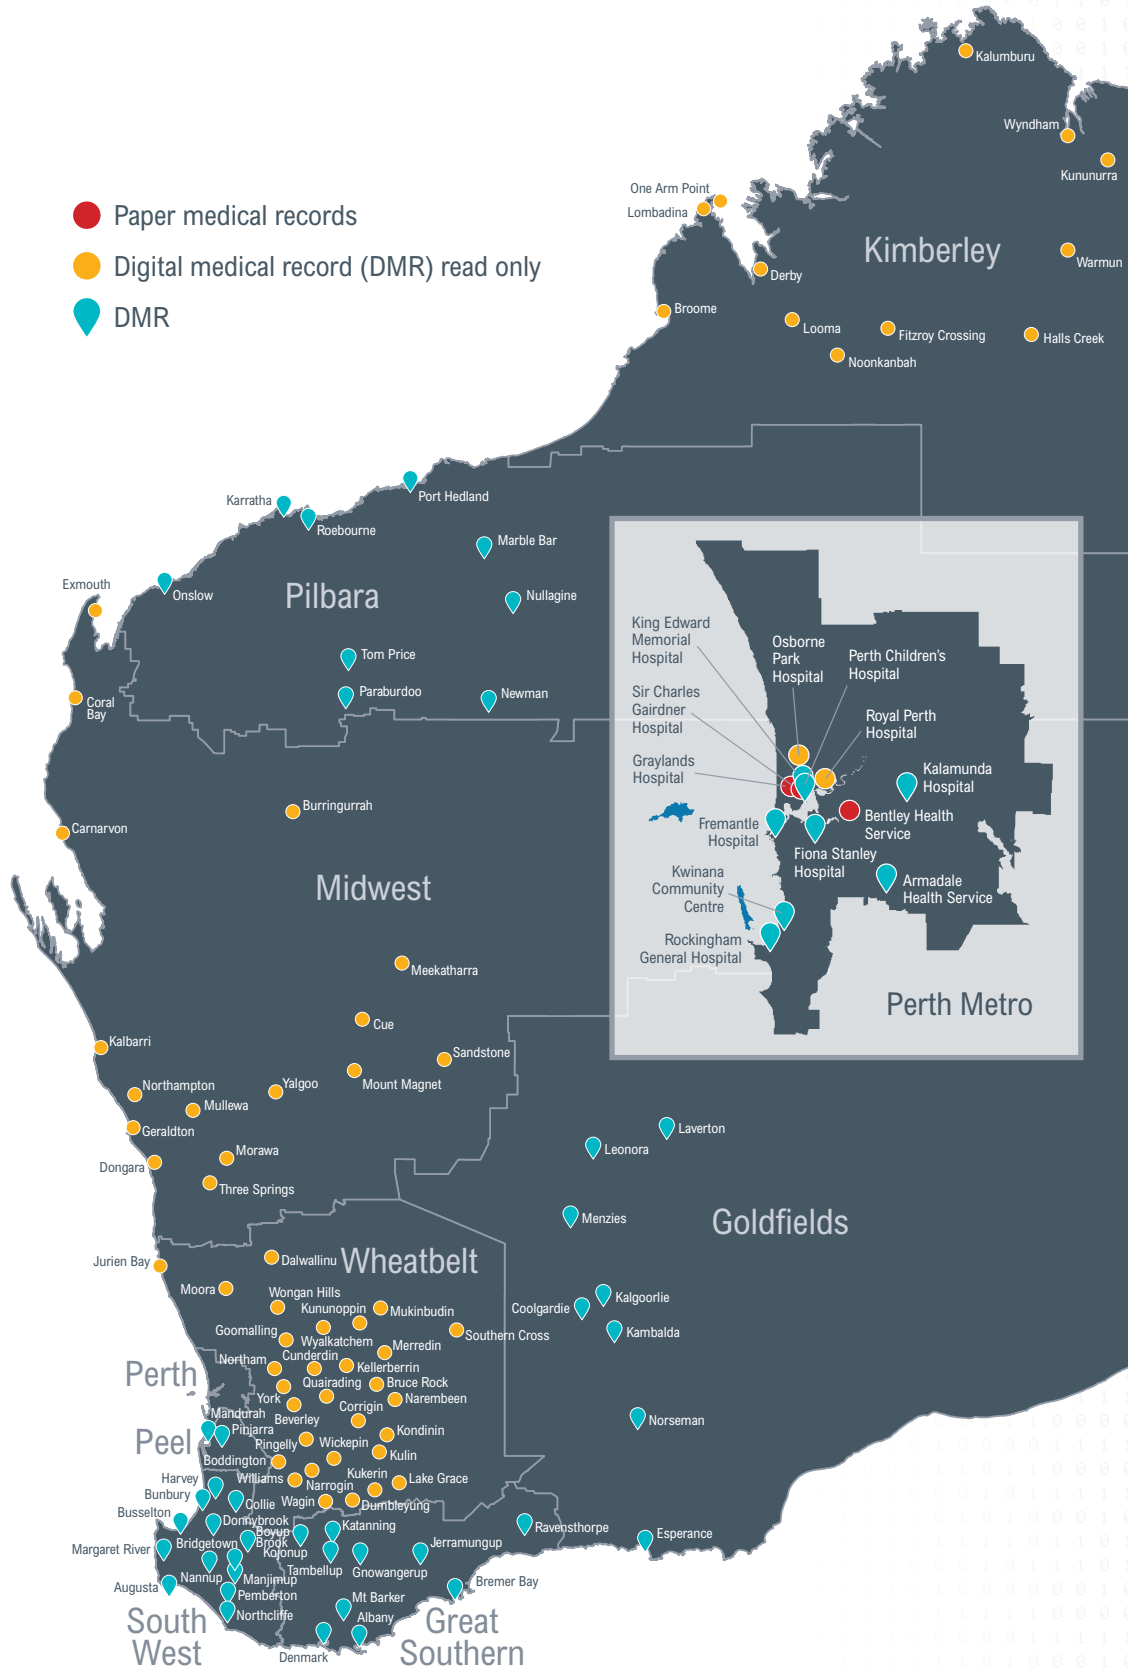 Kalumburu
Wyndham
Kununurra
One Arm Point
Lombadina
Paper medical records
Digital medical record (DMR) read only
DMR
Kimberley
Warmun
Derby
Broome
Looma
Fitzroy Crossing
Halls Creek
Noonkanbah
Port Hedland
Karratha
Roebourne
Marble Bar
Exmouth
Onslow
Pilbara
Nullagine
Tom Price
Paraburdoo
Newman
Coral
Bay
King Edward
Memorial
Hospital
Osborne
Park
Hospital
Perth Children's
Hospital
Sir Charles
Gairdner
Hospital
Royal Perth
Hospital
Graylands
Hospital
Kalamunda
Hospital
Bentley Health
Service
Fremantle
Hospital
Fiona Stanley
Hospital
Kwinana
Community
Centre
Armadale
Health Service
Rockingham
General Hospital
Perth Metro
Burringurrah
Carnarvon
Midwest
Meekatharra
Cue
Kalbarri
Sandstone
Mount Magnet
Northampton
Yalgoo
Mullewa
Geraldton
Morawa
Dongara
Three Springs
Laverton
Leonora
Menzies
Goldfields
Jurien Bay
Dalwallinu
Wheatbelt
Moora
Wongan Hills
Kununoppin
Mukinbudin
Goomalling
Wyalkatchem
Southern Cross
Merredin
Northam
Cunderdin
Kellerberrin
Quairading
Bruce Rock
York
Narembeen
Beverley
Corrigin
Kondinin
Pingelly
Wickepin
Kulin
Boddington
Williams
Narrogin
Kukerin
Lake Grace
Wagin
Dumbleyung
Coolgardie
Kalgoorlie
Kambalda
Norseman
Perth
Mandurah
Pinjarra
Peel
Harvey
Bunbury
Collie
Busselton
Donnybrook
Boyup
Brook
Margaret River
Bridgetown
Kojonup
Katanning
Tambellup
Gnowangerup
Jerramungup
Ravensthorpe
Esperance
Nannup
Manjimup
Augusta
Pemberton
Northcliffe
Mt Barker
Albany
Bremer Bay
Denmark
South
West
Great
Southern